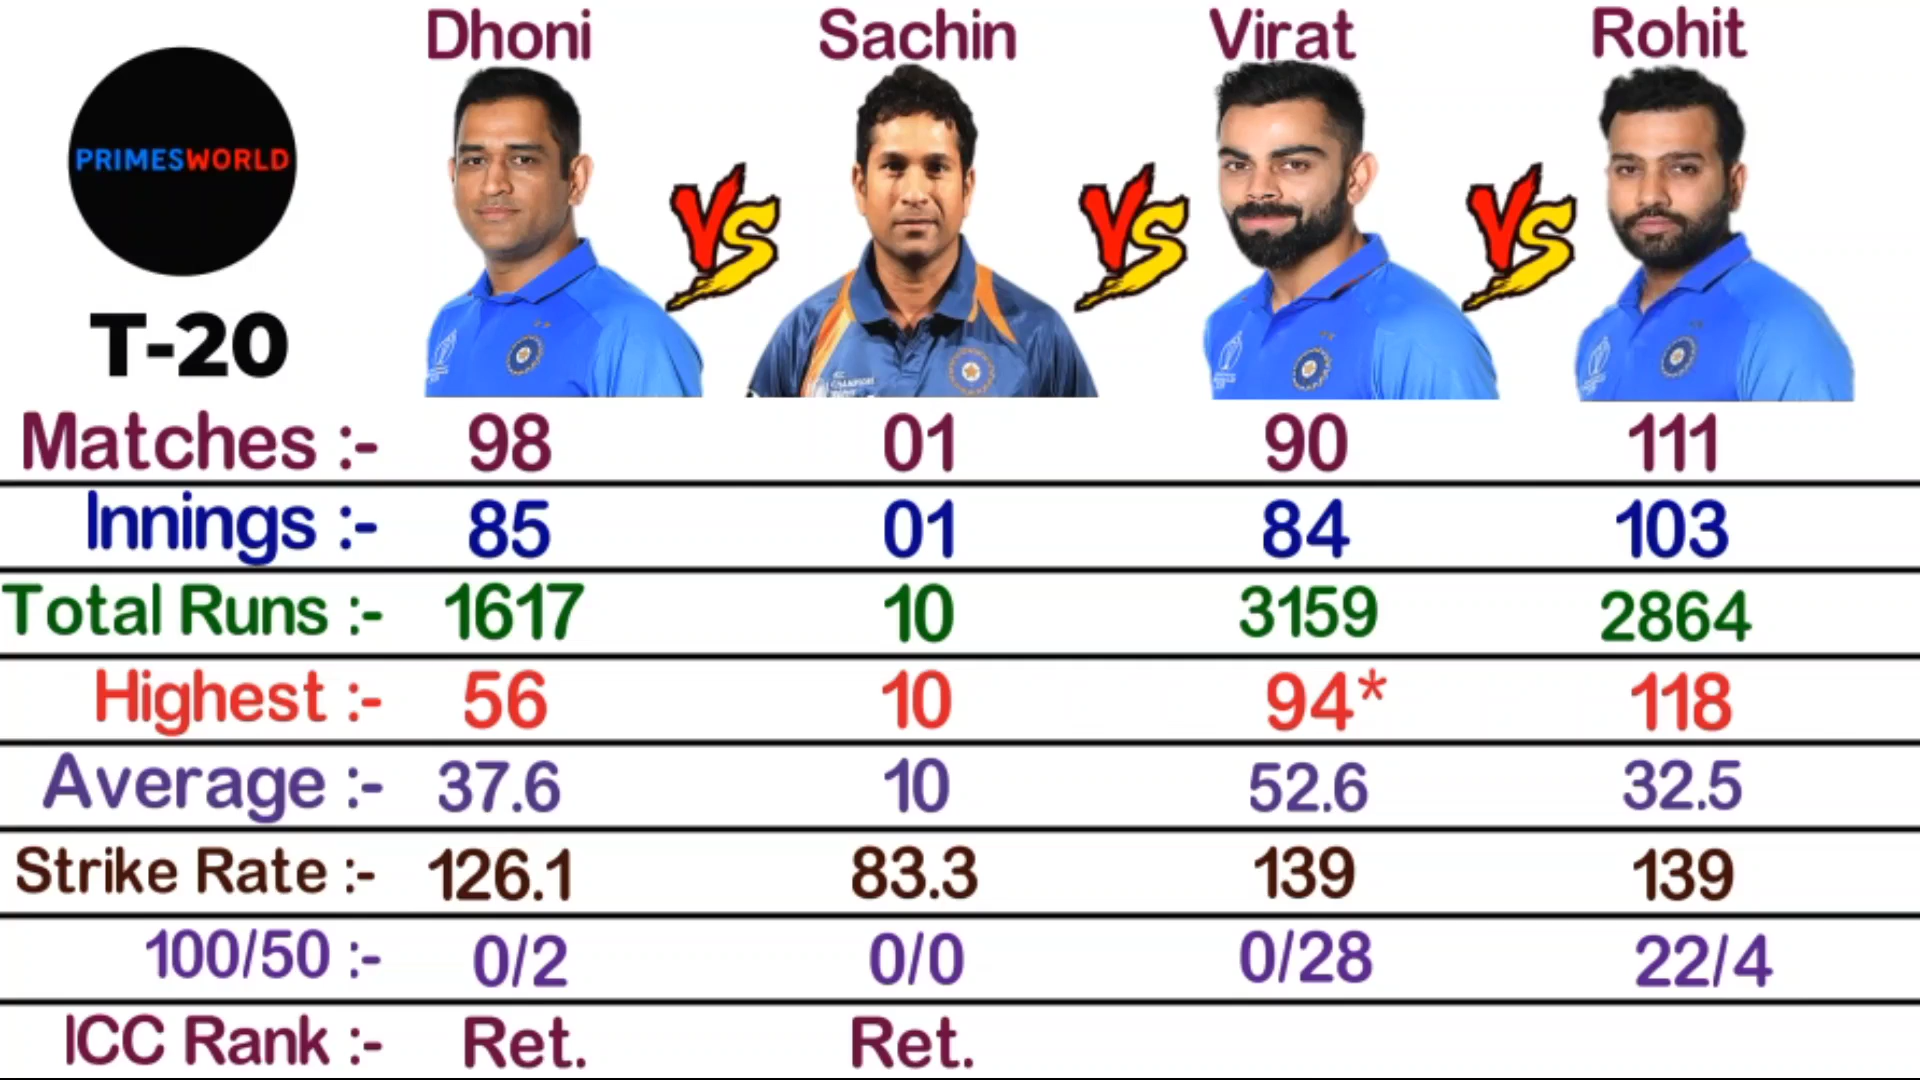 Dhoni Sachin Virat Rohit
PRIMESWORLD
VS VS VS
T-20
Matches :- 98 01 90 111
Innings :- 85 01 84 103
Total Runs :- 1617 10 3159 2864
Highest :- 56 10 94* 118
Average :- 37.6 10 52.6 32.5
Strike Rate :- 126.1 83.3 139 139
100/50 :- 0/2 0/0 0/28 22/4
ICC Rank :- Ret. Ret.